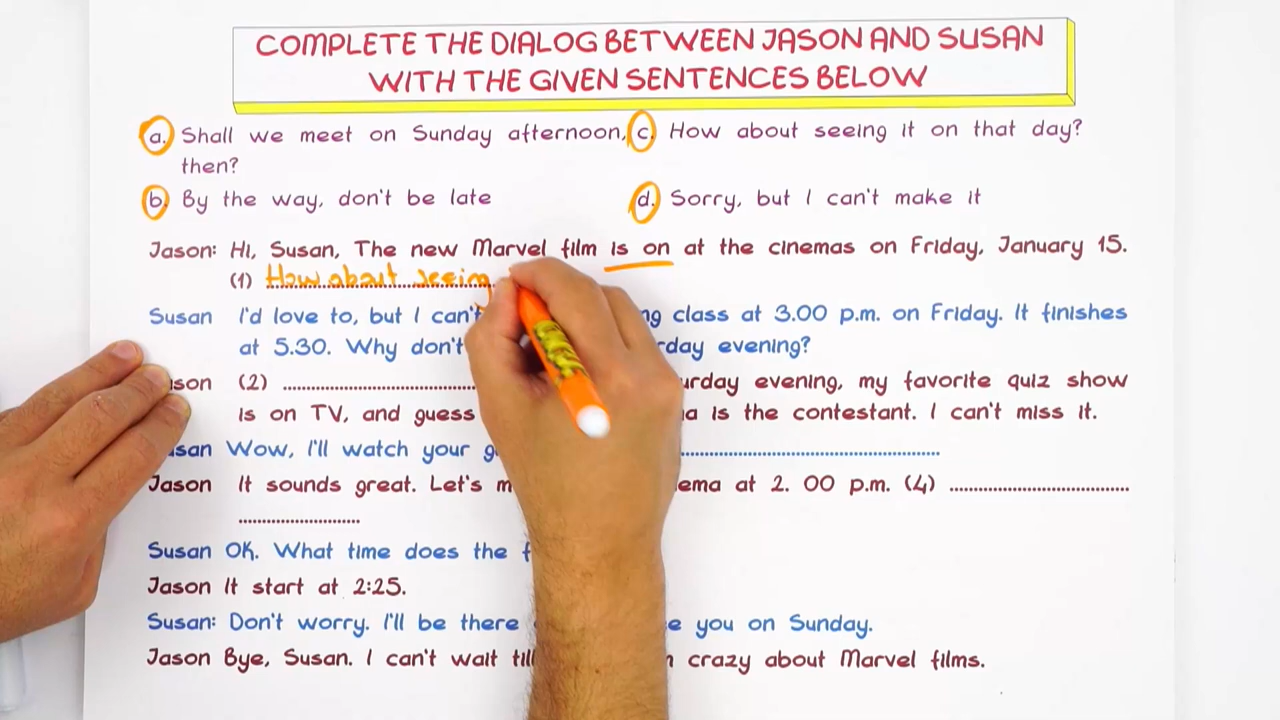 COMPLETE THE DIALOG BETWEEN JASON AND SUSAN
WITH THE GIVEN SENTENCES BELOW
a. Shall we meet on Sunday afternoon, then?
b. By the way, don't be late
c. How about seeing it on that day?
d. Sorry, but I can't make it
Jason: Hi, Susan, The new Marvel film is on at the cinemas on Friday, January 15.
(1) How about seeing
Susan I'd love to, but I can't class at 3.00 p.m. on Friday. It finishes
at 5.30. Why don't evening?
(2) evening, my favorite quiz show
is on TV, and guess is the contestant. I can't miss it.
Wow, I'll watch your
Jason It sounds great. Let's at 2. 00 p.m. (4)
Susan OK. What time does the
Jason It start at 2:25.
Susan: Don't worry. I'll be there you on Sunday.
Jason Bye, Susan. I can't wait crazy about Marvel films.